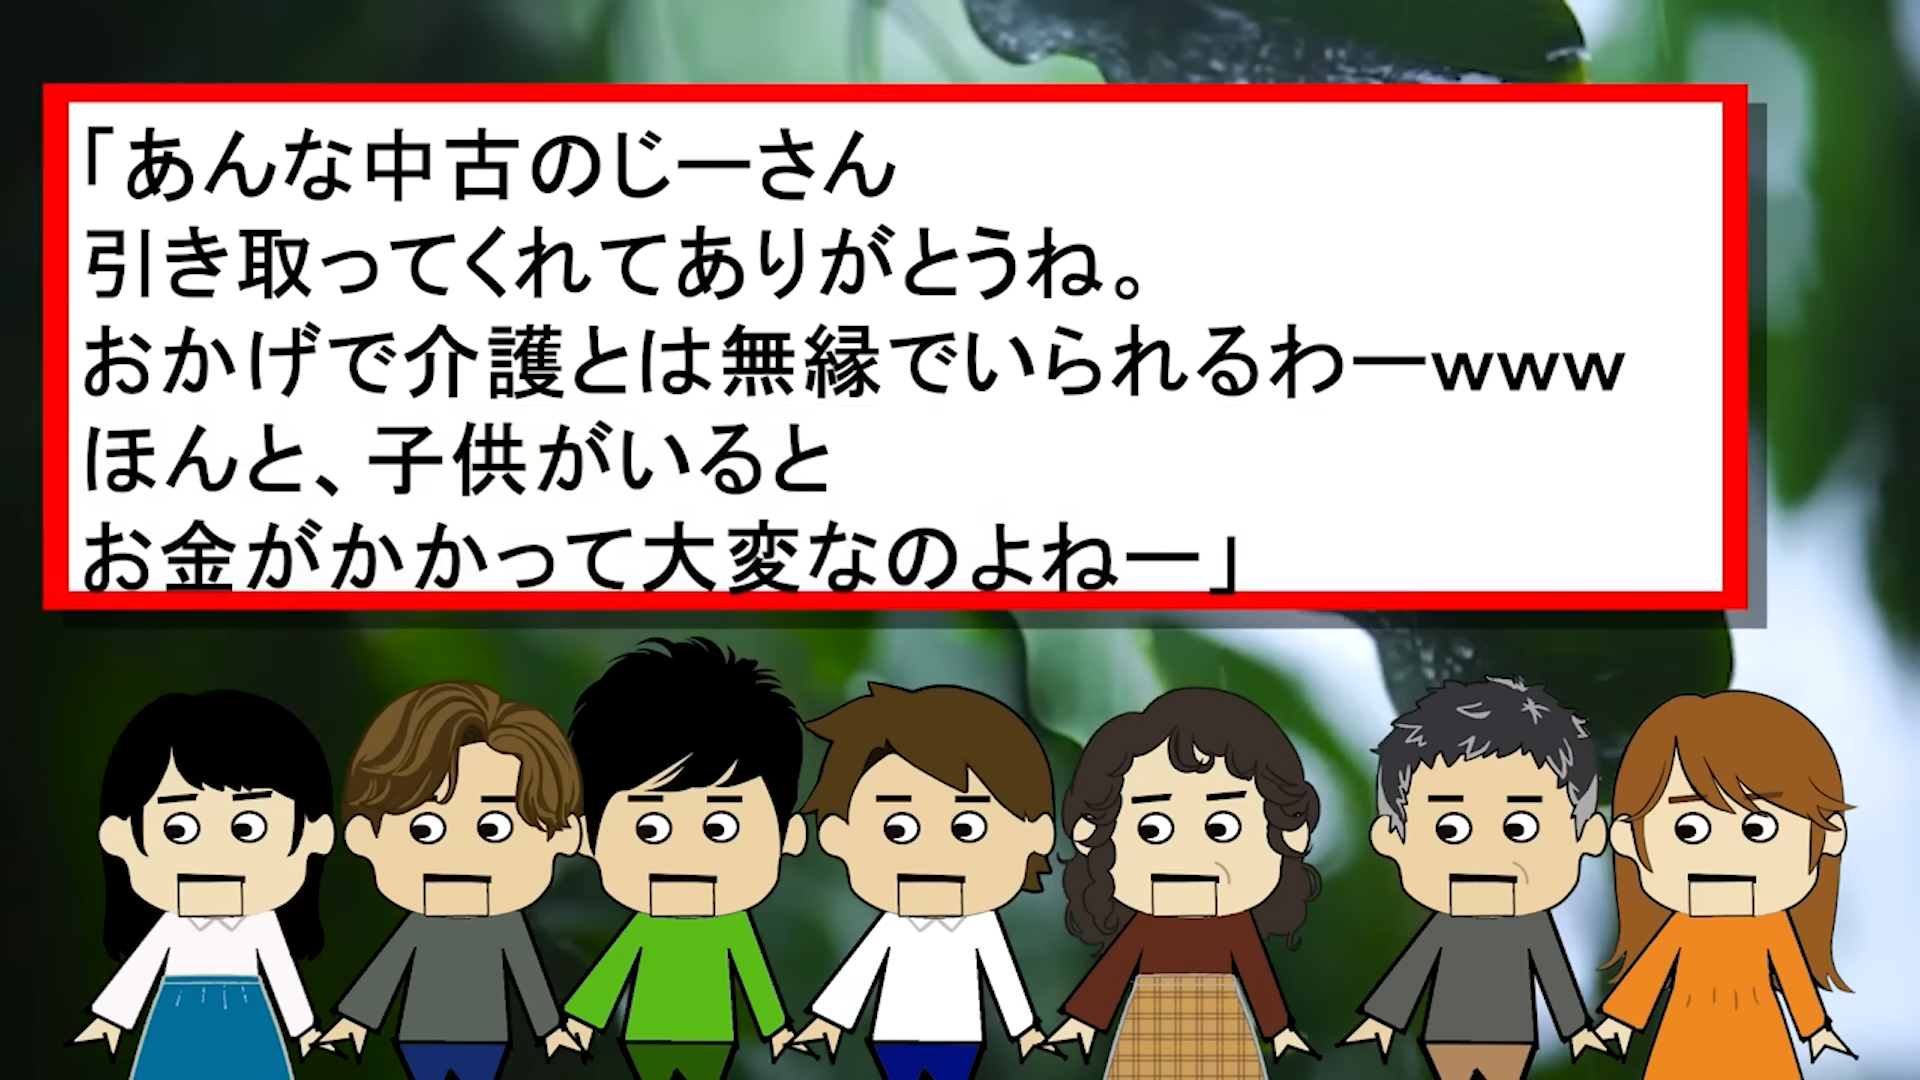 「あんな中古のじーさん
引き取ってくれてありがとうね。
おかげで介護とは無縁でいられるわーwww
ほんと、子供がいると
お金がかかって大変なのよねー」